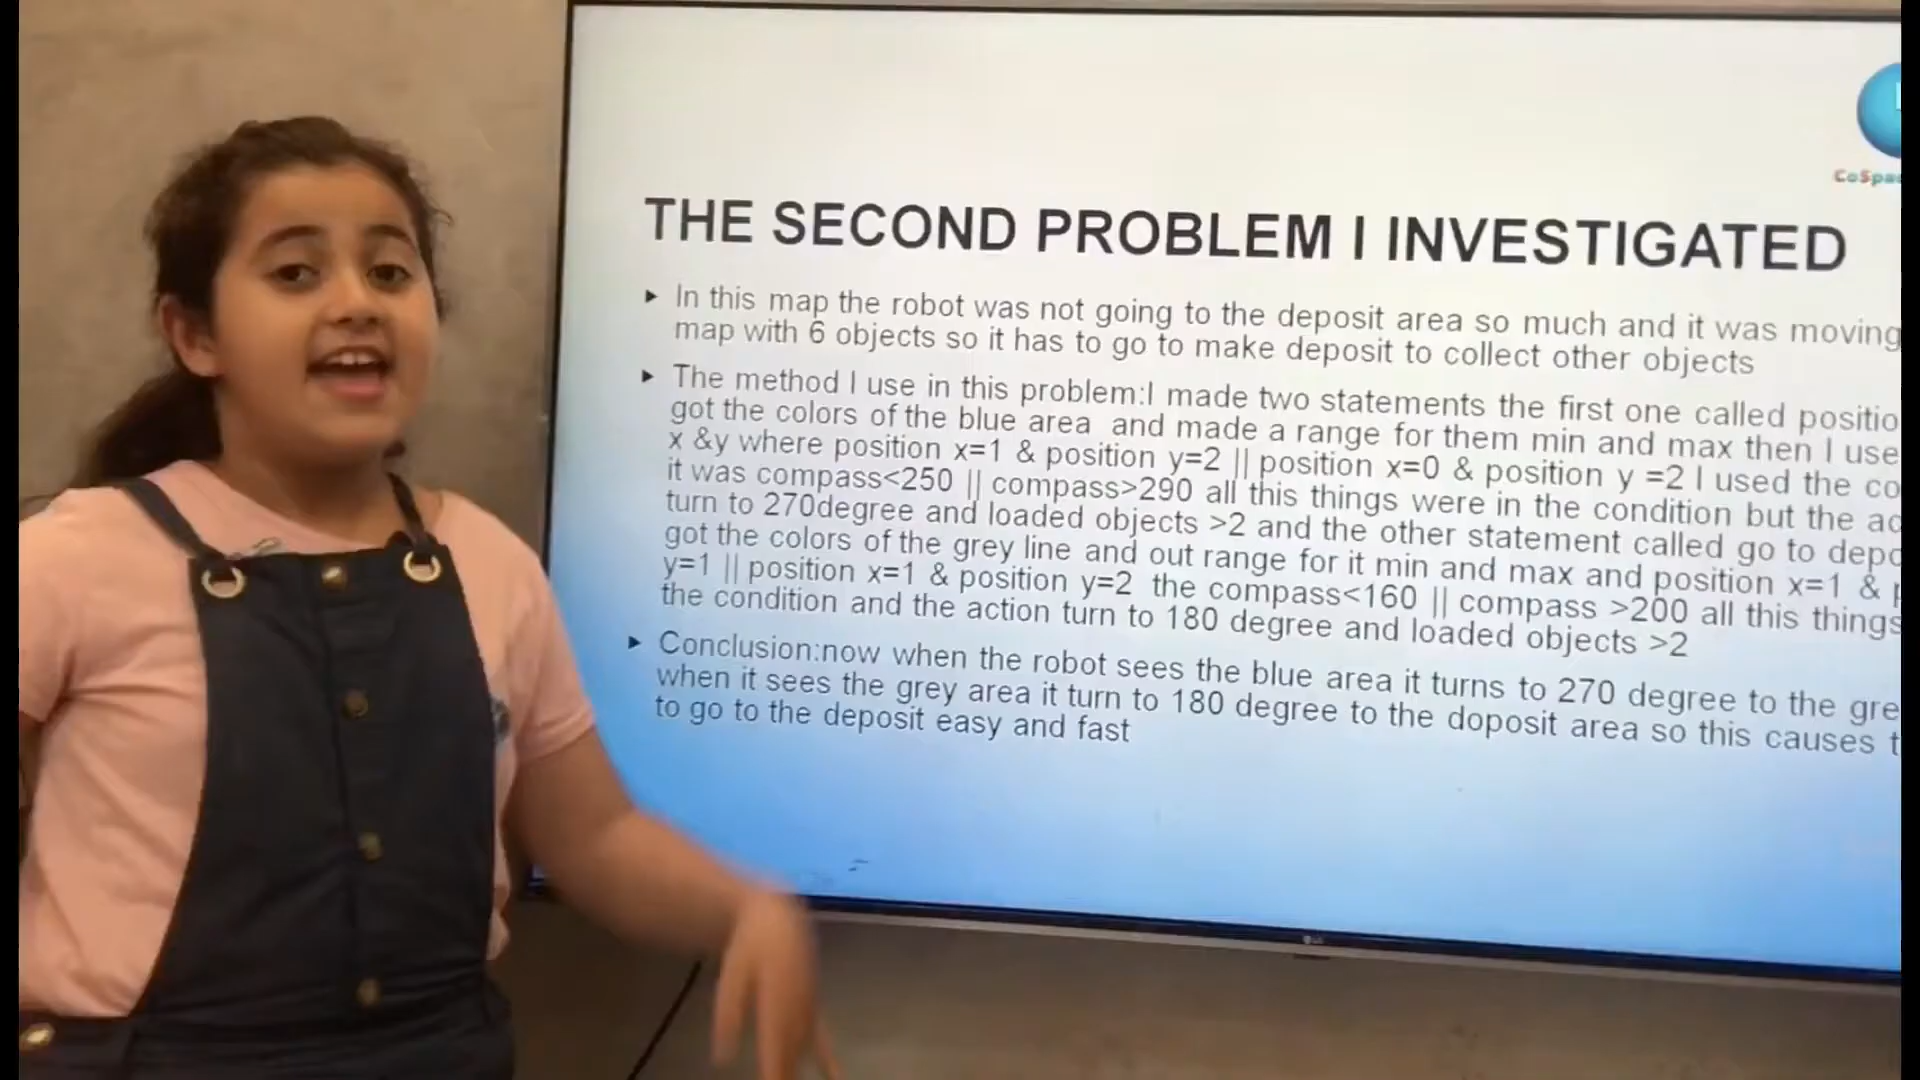 CoSpac
THE SECOND PROBLEM I INVESTIGATED
In this map the robot was not going to the deposit area so much and it was moving
map with 6 objects so it has to go to make deposit to collect other objects
The method I use in this problem:I made two statements the first one called positio
got the colors of the blue area and made a range for them min and max then I use
x &y where position x=1 & position y=2 || position x=0 & position y =2 I used the co
it was compass<250 || compass>290 all this things were in the condition but the ac
turn to 270degree and loaded objects >2 and the other statement called go to depo
got the colors of the grey line and out range for it min and max and position x=1 &
y=1 || position x=1 & position y=2 the compass<160 || compass >200 all this things
the condition and the action turn to 180 degree and loaded objects >2
Conclusion:now when the robot sees the blue area it turns to 270 degree to the gre
when it sees the grey area it turn to 180 degree to the doposit area so this causes t
to go to the deposit easy and fast